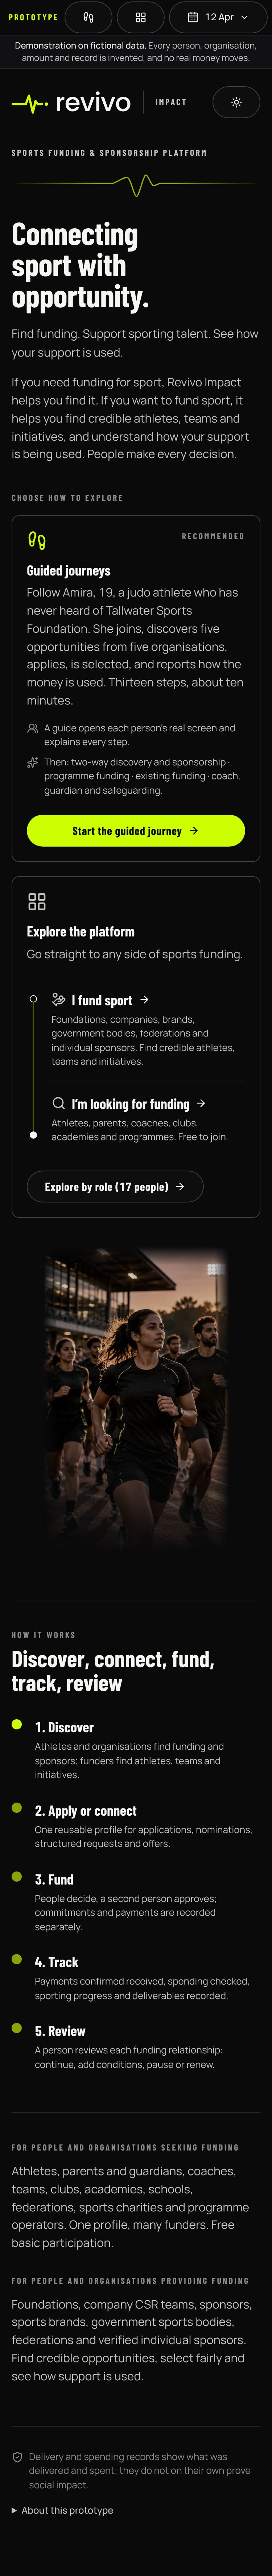 PROTOTYPE
12 Apr
Demonstration on fictional data. Every person, organisation,
amount and record is invented, and no real money moves.
revivo
IMPACT
SPORTS FUNDING & SPONSORSHIP PLATFORM
Connecting
sport with
opportunity.
Find funding. Support sporting talent. See how
your support is used.
If you need funding for sport, Revivo Impact
helps you find it. If you want to fund sport, it
helps you find credible athletes, teams and
initiatives, and understand how your support
is being used. People make every decision.
CHOOSE HOW TO EXPLORE
RECOMMENDED
Guided journeys
Follow Amira, 19, a judo athlete who has
never heard of Tallwater Sports
Foundation. She joins, discovers five
opportunities from five organisations,
applies, is selected, and reports how the
money is used. Thirteen steps, about ten
minutes.
A guide opens each person's real screen and
explains every step.
Then: two-way discovery and sponsorship ·
programme funding · existing funding · coach,
guardian and safeguarding.
Start the guided journey
Explore the platform
Go straight to any side of sports funding.
I fund sport
Foundations, companies, brands,
government bodies, federations and
individual sponsors. Find credible athletes,
teams and initiatives.
I'm looking for funding
Athletes, parents, coaches, clubs,
academies and programmes. Free to join.
Explore by role (17 people)
HOW IT WORKS
Discover, connect, fund,
track, review
1. Discover
Athletes and organisations find funding and
sponsors; funders find athletes, teams and
initiatives.
2. Apply or connect
One reusable profile for applications, nominations,
structured requests and offers.
3. Fund
People decide, a second person approves;
commitments and payments are recorded
separately.
4. Track
Payments confirmed received, spending checked,
sporting progress and deliverables recorded.
5. Review
A person reviews each funding relationship:
continue, add conditions, pause or renew.
FOR PEOPLE AND ORGANISATIONS SEEKING FUNDING
Athletes, parents and guardians, coaches,
teams, clubs, academies, schools,
federations, sports charities and programme
operators. One profile, many funders. Free
basic participation.
FOR PEOPLE AND ORGANISATIONS PROVIDING FUNDING
Foundations, company CSR teams, sponsors,
sports brands, government sports bodies,
federations and verified individual sponsors.
Find credible opportunities, select fairly and
see how support is used.
Delivery and spending records show what was
delivered and spent; they do not on their own prove
social impact.
About this prototype